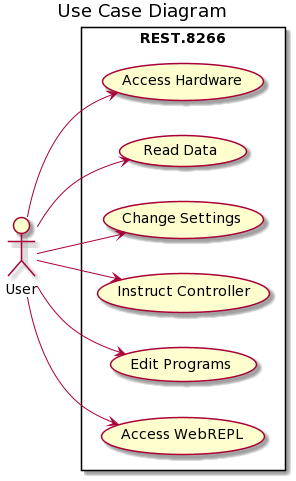 Use Case Diagram
REST.8266
Access Hardware
Read Data
Change Settings
User
Instruct Controller
Edit Programs
Access WebREPL